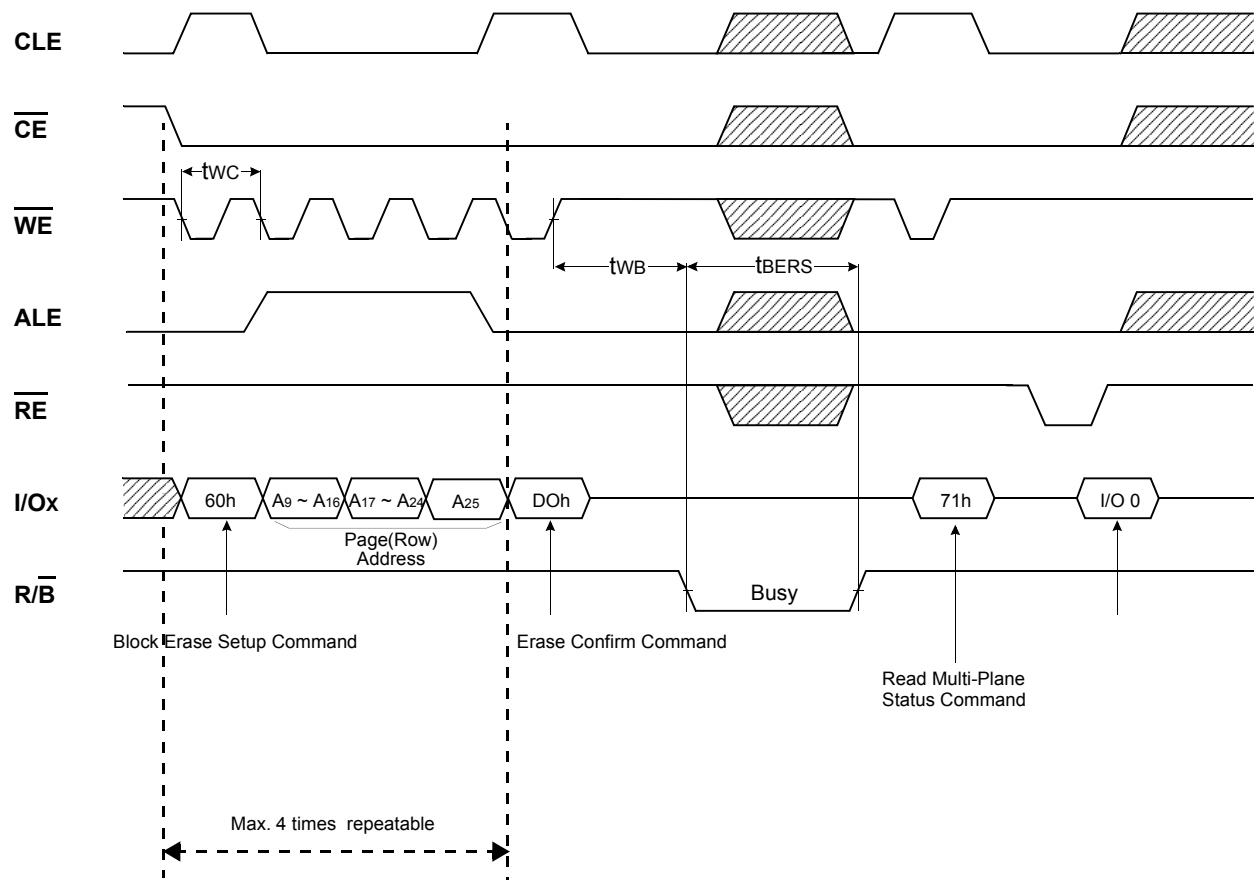 CLE
CE
tWC
WE
tWB
tBERS
ALE
RE
I/Ox
60h
A9 ~ A16
A17 ~ A24
A25
DOh
71h
I/O 0
Page(Row)
Address
R/B
Busy
Block Erase Setup Command
Erase Confirm Command
Read Multi-Plane
Status Command
Max. 4 times repeatable